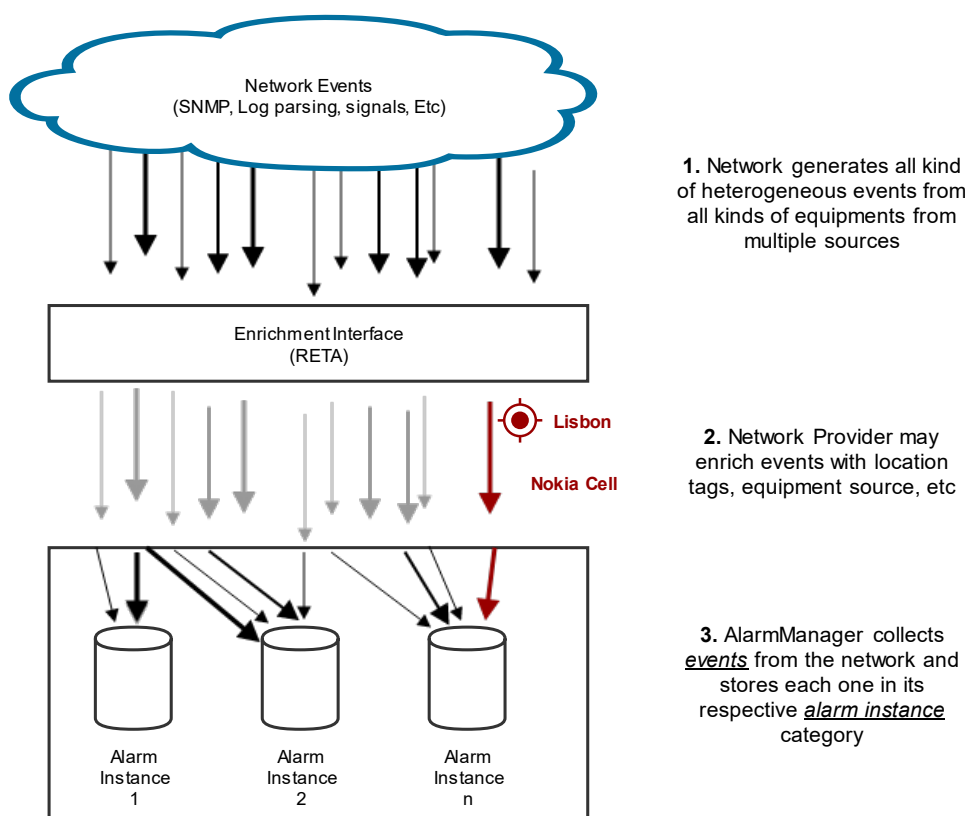 Network Events
(SNMP, Log parsing, signals, Etc)
1. Network generates all kind
of heterogeneous events from
all kinds of equipments from
multiple sources
Enrichment Interface
(RETA)
Lisbon
Nokia Cell
2. Network Provider may
enrich events with location
tags, equipment source, etc
3. AlarmManager collects
events from the network and
stores each one in its
respective alarm instance
category
Alarm
Instance
1
Alarm
Instance
2
Alarm
Instance
n